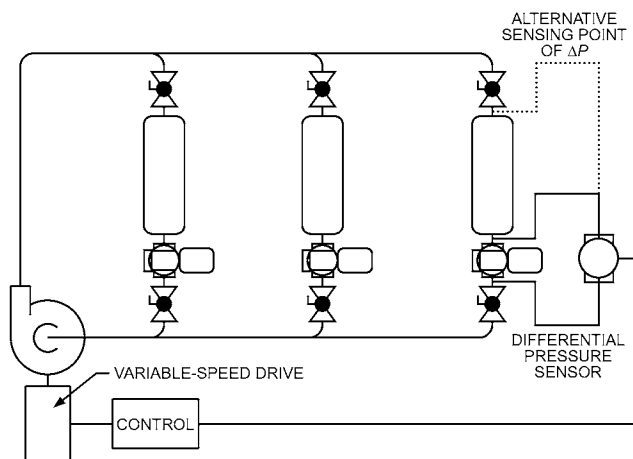 ALTERNATIVE
SENSING POINT
OF ΔP
DIFFERENTIAL
PRESSURE
SENSOR
VARIABLE-SPEED DRIVE
CONTROL